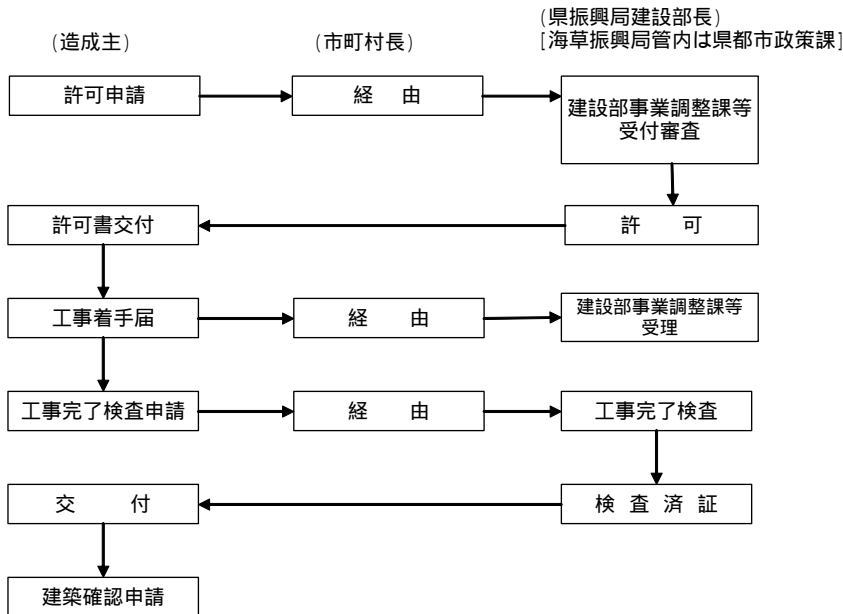 (造成主)
(市町村長)
(県振興局建設部長)
[海草振興局管内は県都市政策課]
許可申請
経 由
建設部事業調整課等
受付審査
許可書交付
許 可
工事着手届
経 由
建設部事業調整課等
受理
工事完了検査申請
経 由
工事完了検査
交 付
検 査 済 証
建築確認申請